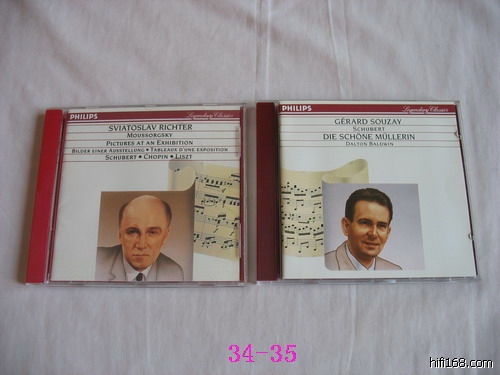 PHILIPS
Legendary Classics
SVIATOSLAV RICHTER
MOUSSORGSKY
PICTURES AT AN EXHIBITION
BILDER EINER AUSSTELLUNG • TABLEAUX D'UNE EXPOSITION
SCHUBERT • CHOPIN • LISZT
PHILIPS
Legendary Classics
GÉRARD SOUZAY
SCHUBERT
DIE SCHÖNE MÜLLERIN
DALTON BALDWIN
34-35
hifi168.com